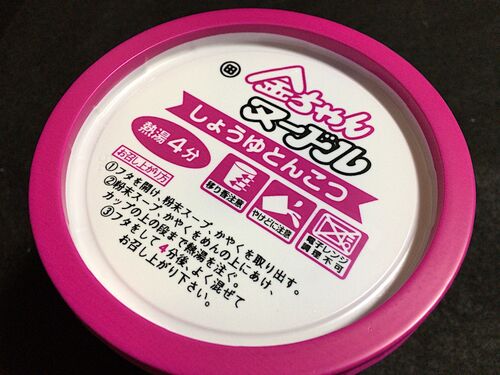 田
金ちゃん
ヌードル
しょうゆとんこつ
熱湯4分
移り香注意
やけどに注意
電子レンジ
調理不可
お召し上がり方
①フタを開け、粉末スープ、かやくを取り出す。
②粉末スープ、かやくをめんの上にあけ、
カップの上の段まで熱湯を注ぐ。
③フタをして4分後、よく混ぜて
お召し上がり下さい。